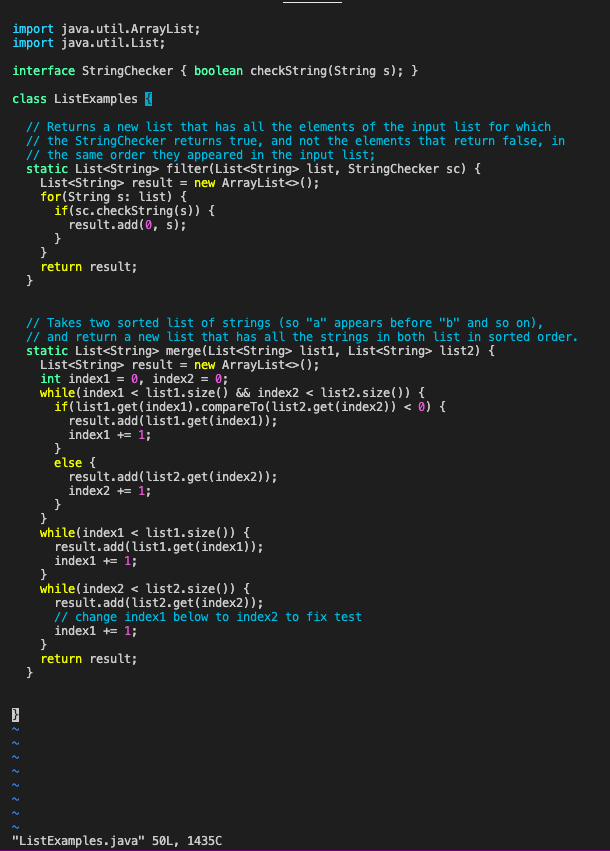 import java.util.ArrayList;
import java.util.List;

interface StringChecker { boolean checkString(String s); }

class ListExamples {

  // Returns a new list that has all the elements of the input list for which
  // the StringChecker returns true, and not the elements that return false, in
  // the same order they appeared in the input list;
  static List<String> filter(List<String> list, StringChecker sc) {
    List<String> result = new ArrayList<>();
    for(String s: list) {
      if(sc.checkString(s)) {
        result.add(0, s);
      }
    }
    return result;
  }


  // Takes two sorted list of strings (so "a" appears before "b" and so on),
  // and return a new list that has all the strings in both list in sorted order.
  static List<String> merge(List<String> list1, List<String> list2) {
    List<String> result = new ArrayList<>();
    int index1 = 0, index2 = 0;
    while(index1 < list1.size() && index2 < list2.size()) {
      if(list1.get(index1).compareTo(list2.get(index2)) < 0) {
        result.add(list1.get(index1));
        index1 += 1;
      }
      else {
        result.add(list2.get(index2));
        index2 += 1;
      }
    }
    while(index1 < list1.size()) {
      result.add(list1.get(index1));
      index1 += 1;
    }
    while(index2 < list2.size()) {
      result.add(list2.get(index2));
      // change index1 below to index2 to fix test
      index1 += 1;
    }
    return result;
  }


}
~
~
~
~
~
~
~
~
"ListExamples.java" 50L, 1435C